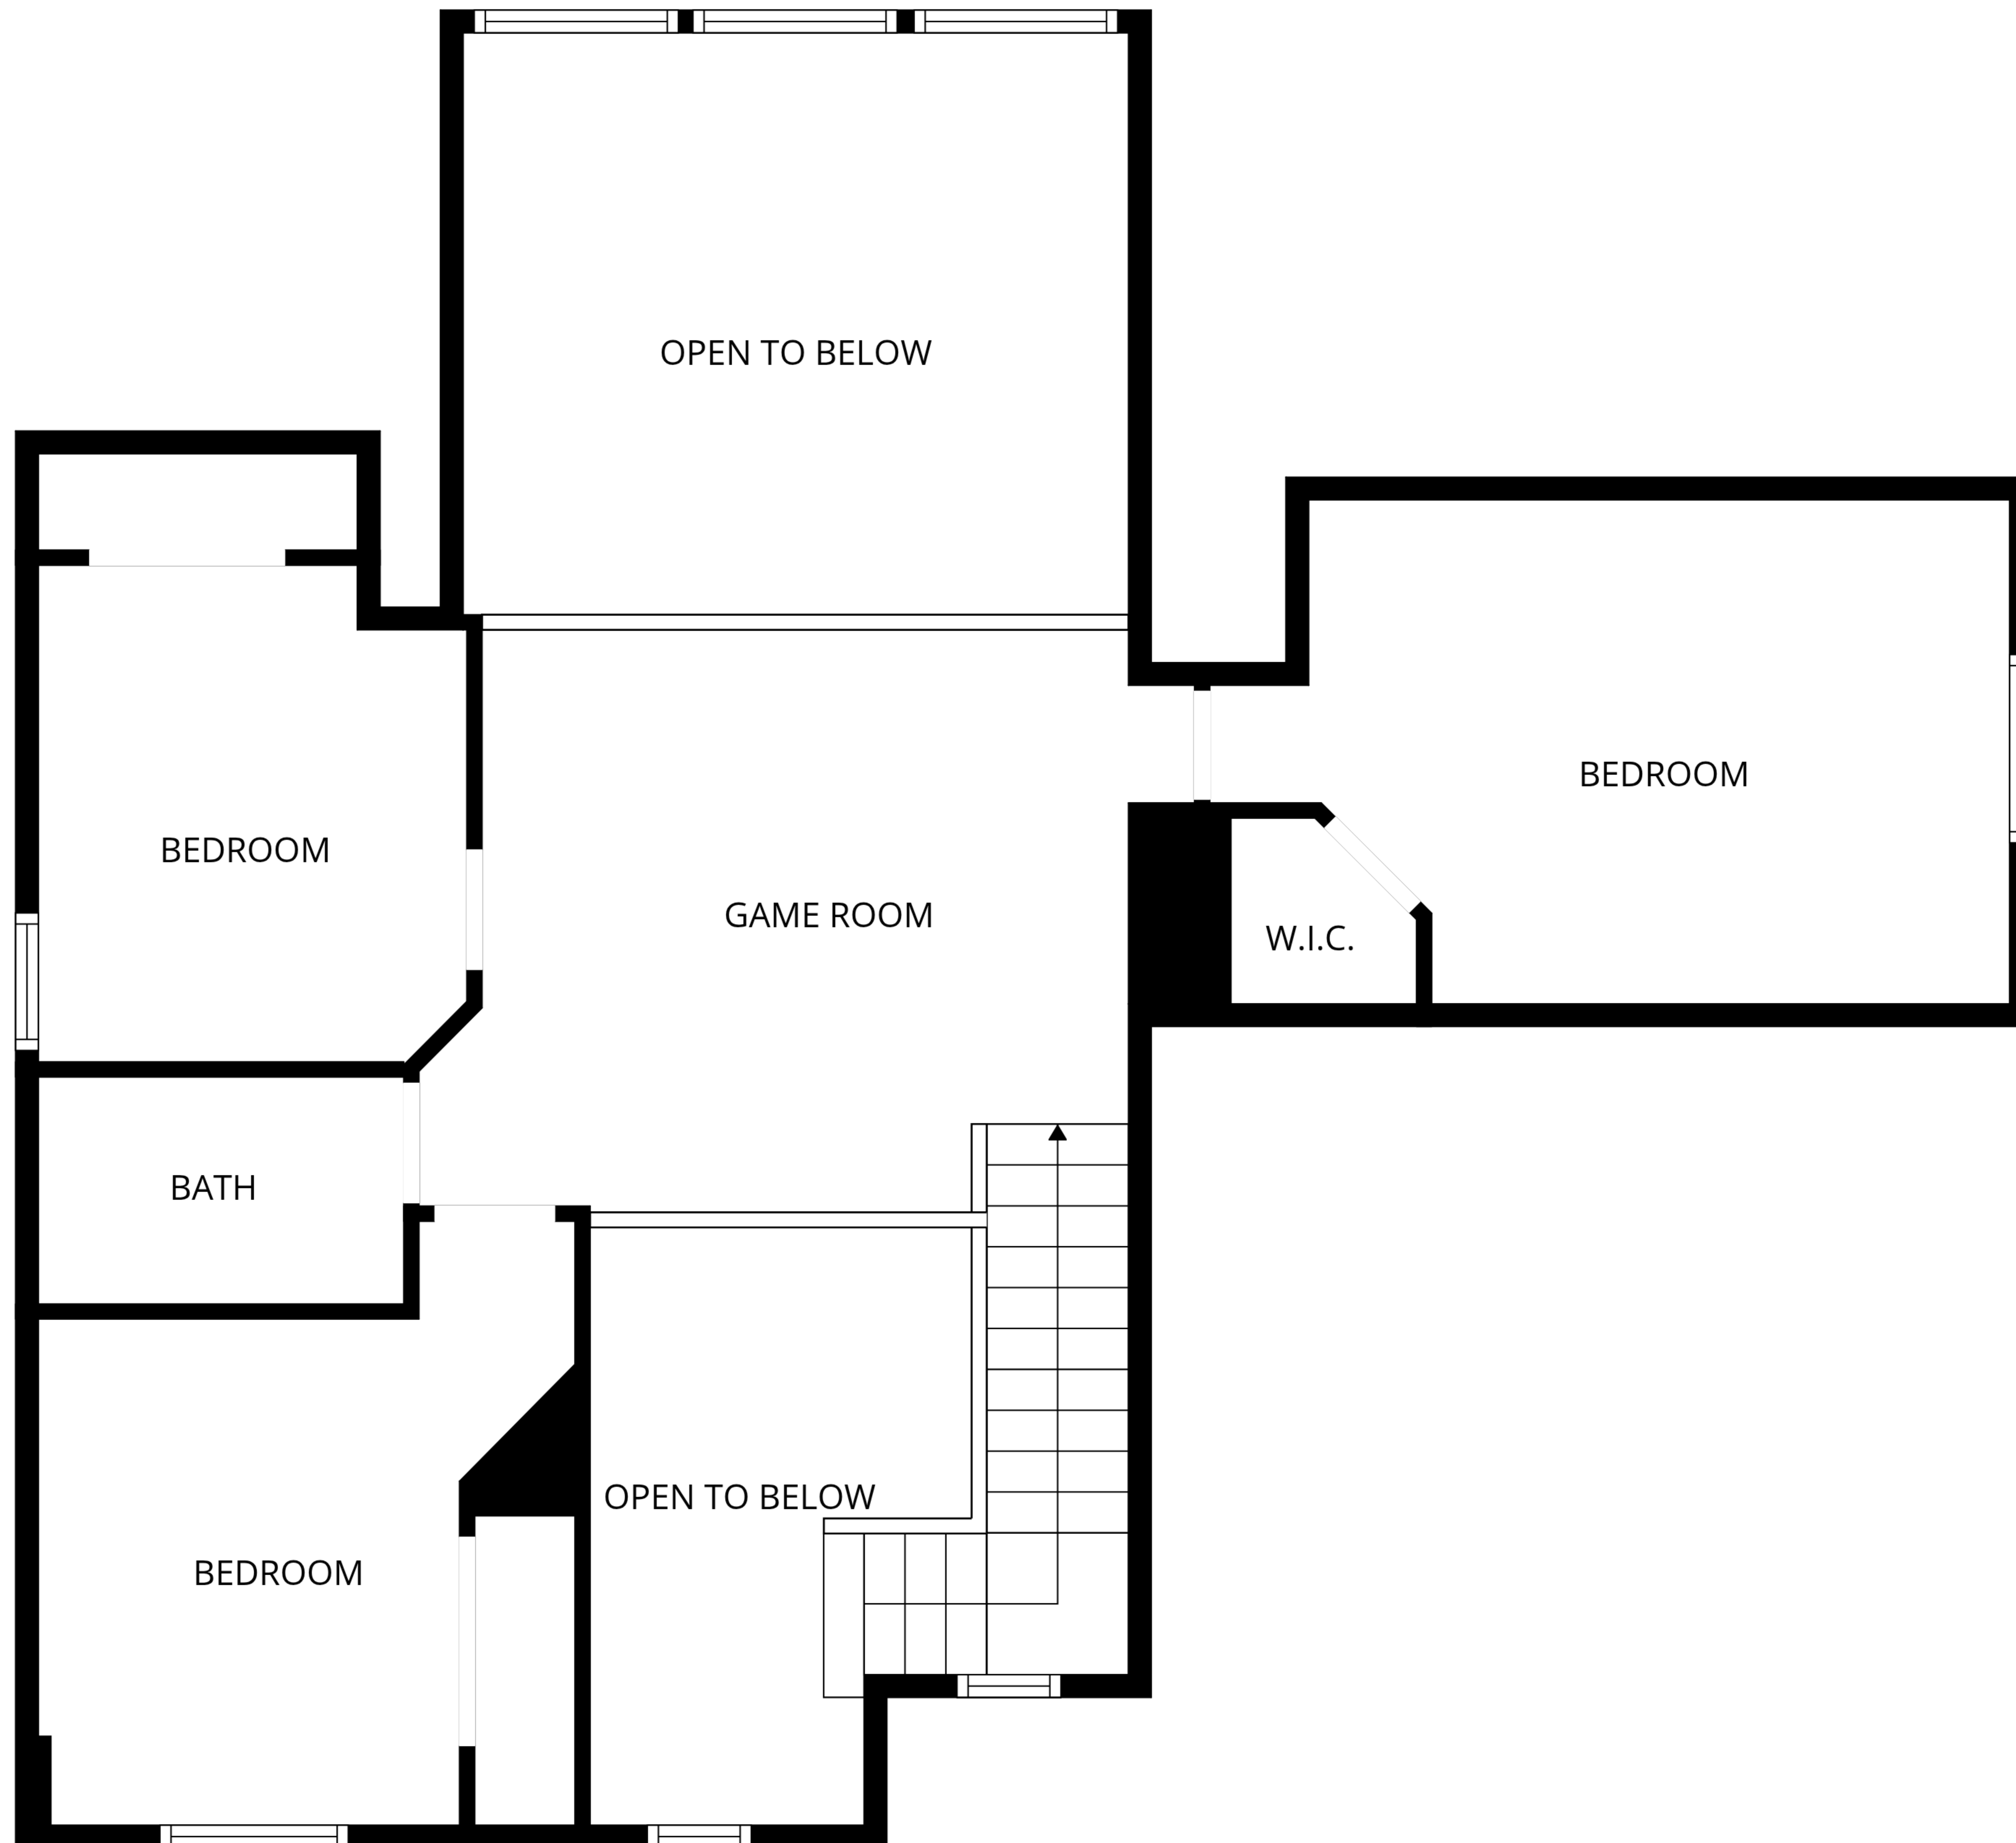 OPEN TO BELOW
BEDROOM
BEDROOM
GAME ROOM
W.I.C.
BATH
OPEN TO BELOW
BEDROOM